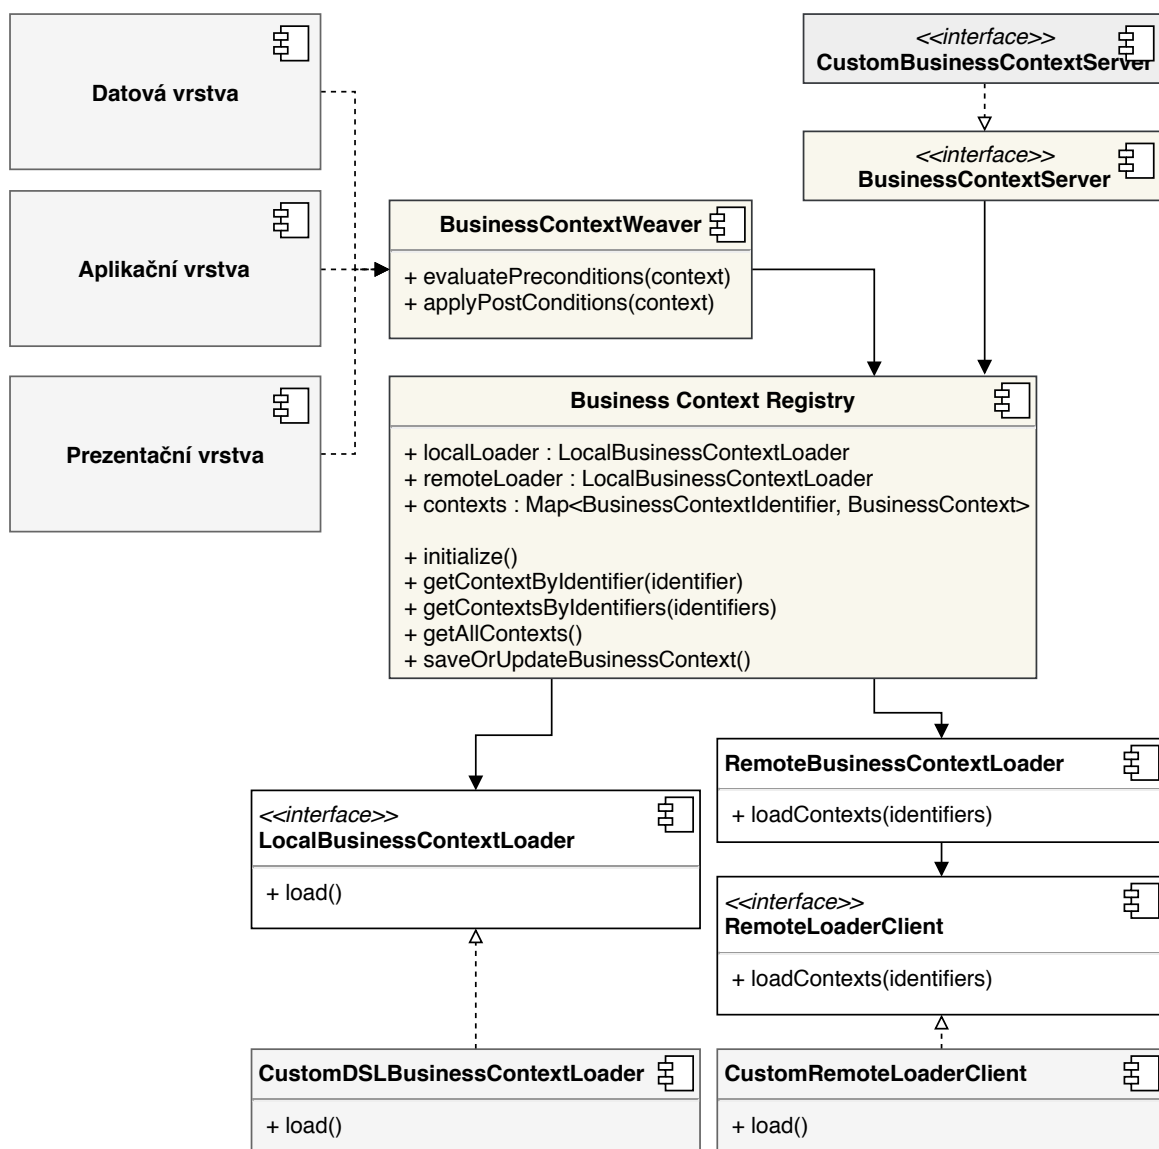 Datová vrstva
<<interface>>
CustomBusinessContextServer
<<interface>>
BusinessContextServer
Aplikační vrstva
BusinessContextWeaver
+ evaluatePreconditions(context)
+ applyPostConditions(context)
Prezentační vrstva
Business Context Registry
+ localLoader : LocalBusinessContextLoader
+ remoteLoader : LocalBusinessContextLoader
+ contexts : Map<BusinessContextIdentifier, BusinessContext>
+ initialize()
+ getContextByIdentifier(identifier)
+ getContextsByIdentifiers(identifiers)
+ getAllContexts()
+ saveOrUpdateBusinessContext()
<<interface>>
LocalBusinessContextLoader
+ load()
RemoteBusinessContextLoader
+ loadContexts(identifiers)
<<interface>>
RemoteLoaderClient
+ loadContexts(identifiers)
CustomDSLBusinessContextLoader
+ load()
CustomRemoteLoaderClient
+ load()